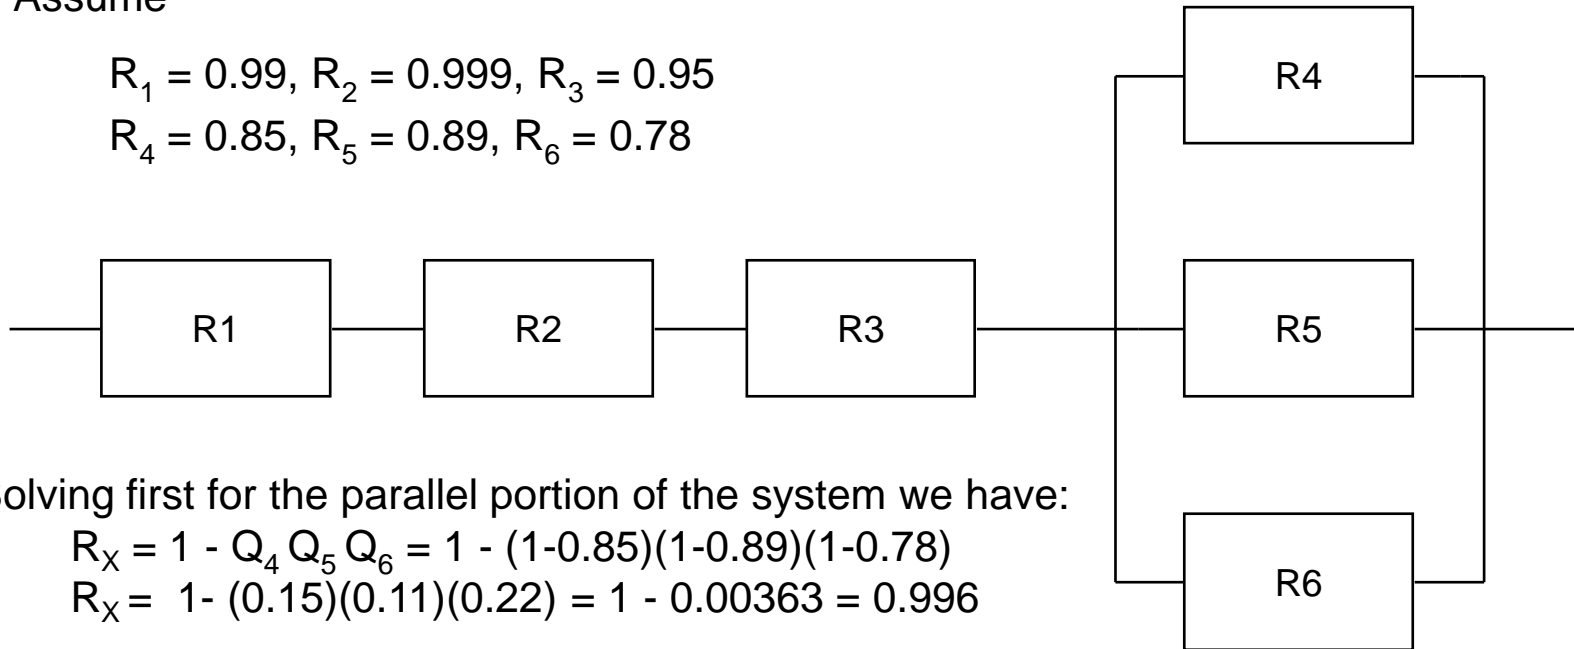 Assume
R1 = 0.99, R2 = 0.999, R3 = 0.95
R4 = 0.85, R5 = 0.89, R6 = 0.78
R4
R1
R2
R3
R5
olving first for the parallel portion of the system we have:
RX = 1 - Q4 Q5 Q6 = 1 - (1-0.85)(1-0.89)(1-0.78)
RX = 1- (0.15)(0.11)(0.22) = 1 - 0.00363 = 0.996
R6